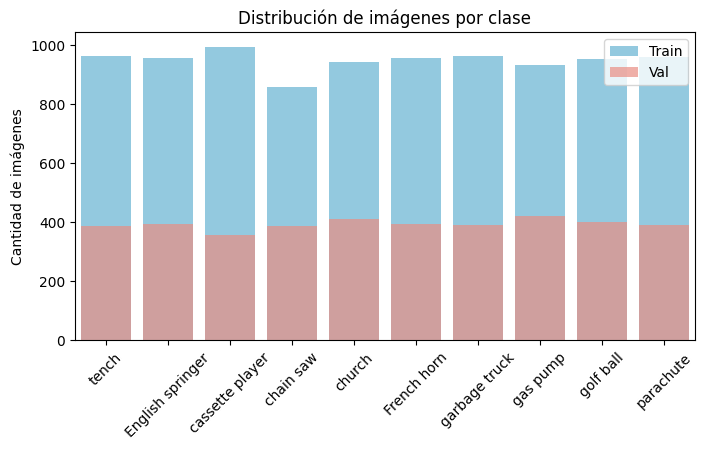 Distribución de imágenes por clase
Train
Val
Cantidad de imágenes
1000
800
600
400
200
0
tench
English springer
cassette player
chain saw
church
French horn
garbage truck
gas pump
golf ball
parachute